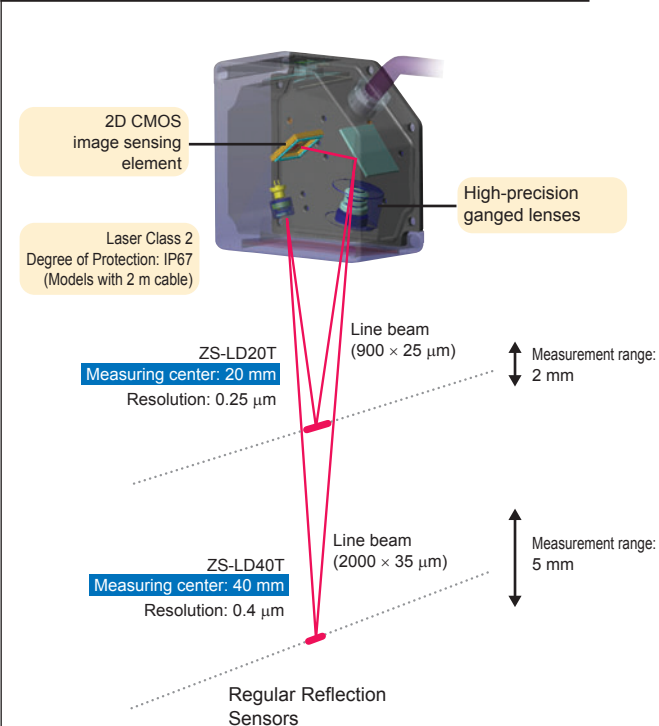 2D CMOS
image sensing
element
High-precision
ganged lenses
Laser Class 2
Degree of Protection: IP67
(Models with 2 m cable)
ZS-LD20T
Measuring center: 20 mm
Resolution: 0.25 μm
Line beam
(900 × 25 μm)
Measurement range:
2 mm
ZS-LD40T
Measuring center: 40 mm
Resolution: 0.4 μm
Line beam
(2000 × 35 μm)
Measurement range:
5 mm
Regular Reflection
Sensors